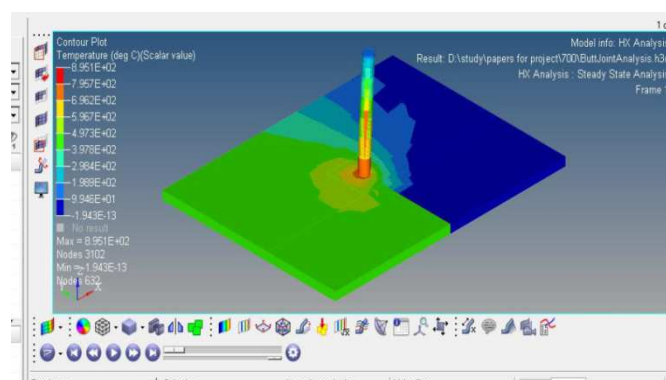 1 o
Contour Plot
Temperature (deg C)(Scalar value)
8.951E+02
7.957E+02
6.962E+02
5.967E+02
4.973E+02
3.978E+02
2.984E+02
1.989E+02
9.946E+01
-1.943E-13
No result
Max = 8.951E+02
Nodes 3102
Min = -1.943E-13
Nodes 632
Z
Y
X
Model info: HX Analysis
Result: D:\study\papers for project\700\ButtJointAnalysis.h3
HX Analysis : Steady State Analysis
Frame 1